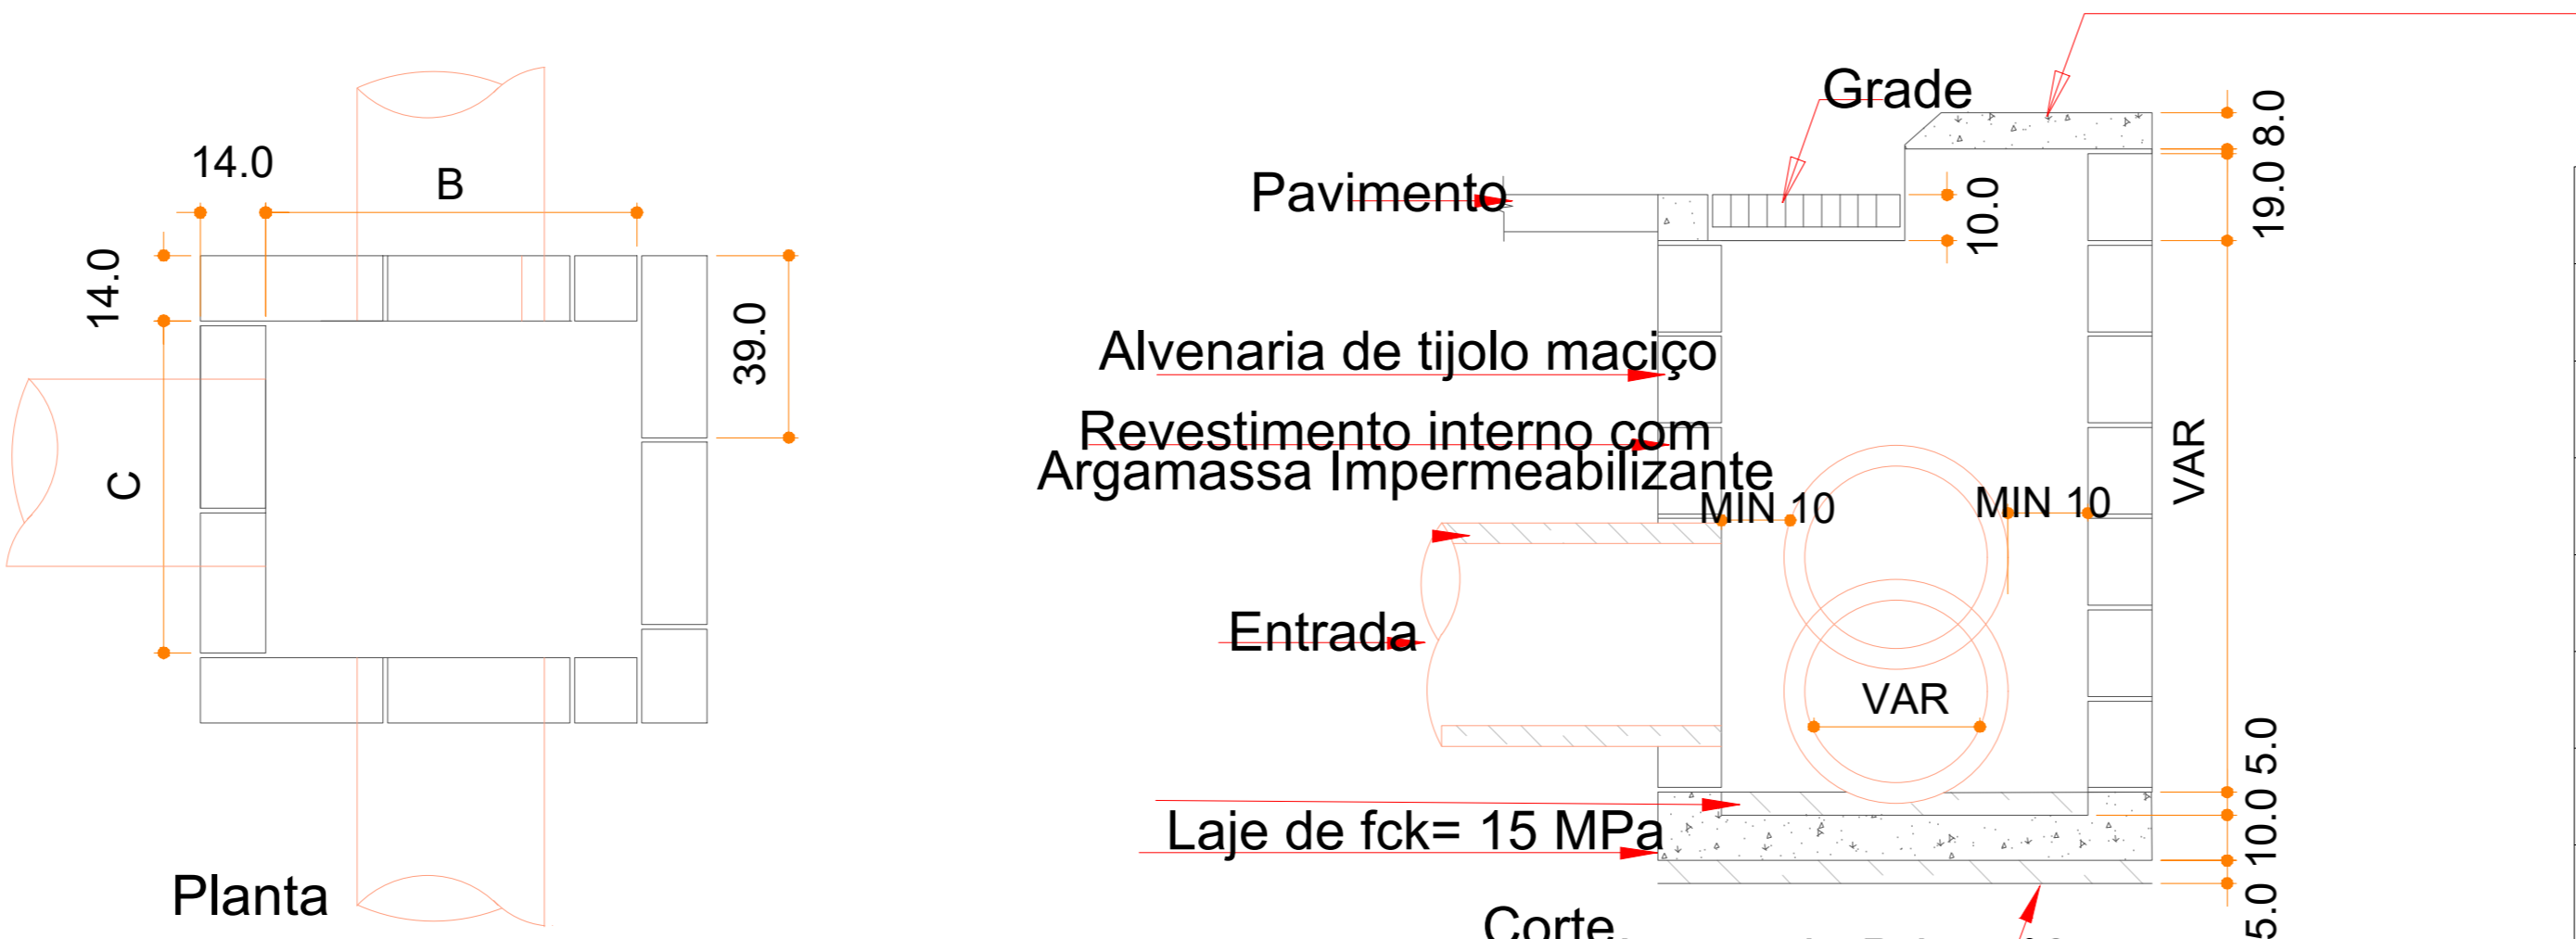 14.0
B
14.0
39.0
C
Planta
Grade
Pavimento
10.0
8.0
19.0
Alvenaria de tijolo maciço
Revestimento interno com
Argamassa Impermeabilizante
MIN 10
MIN 10
VAR
Entrada
VAR
Laje de fck= 15 MPa
5.0
10.0
5.0
Corte